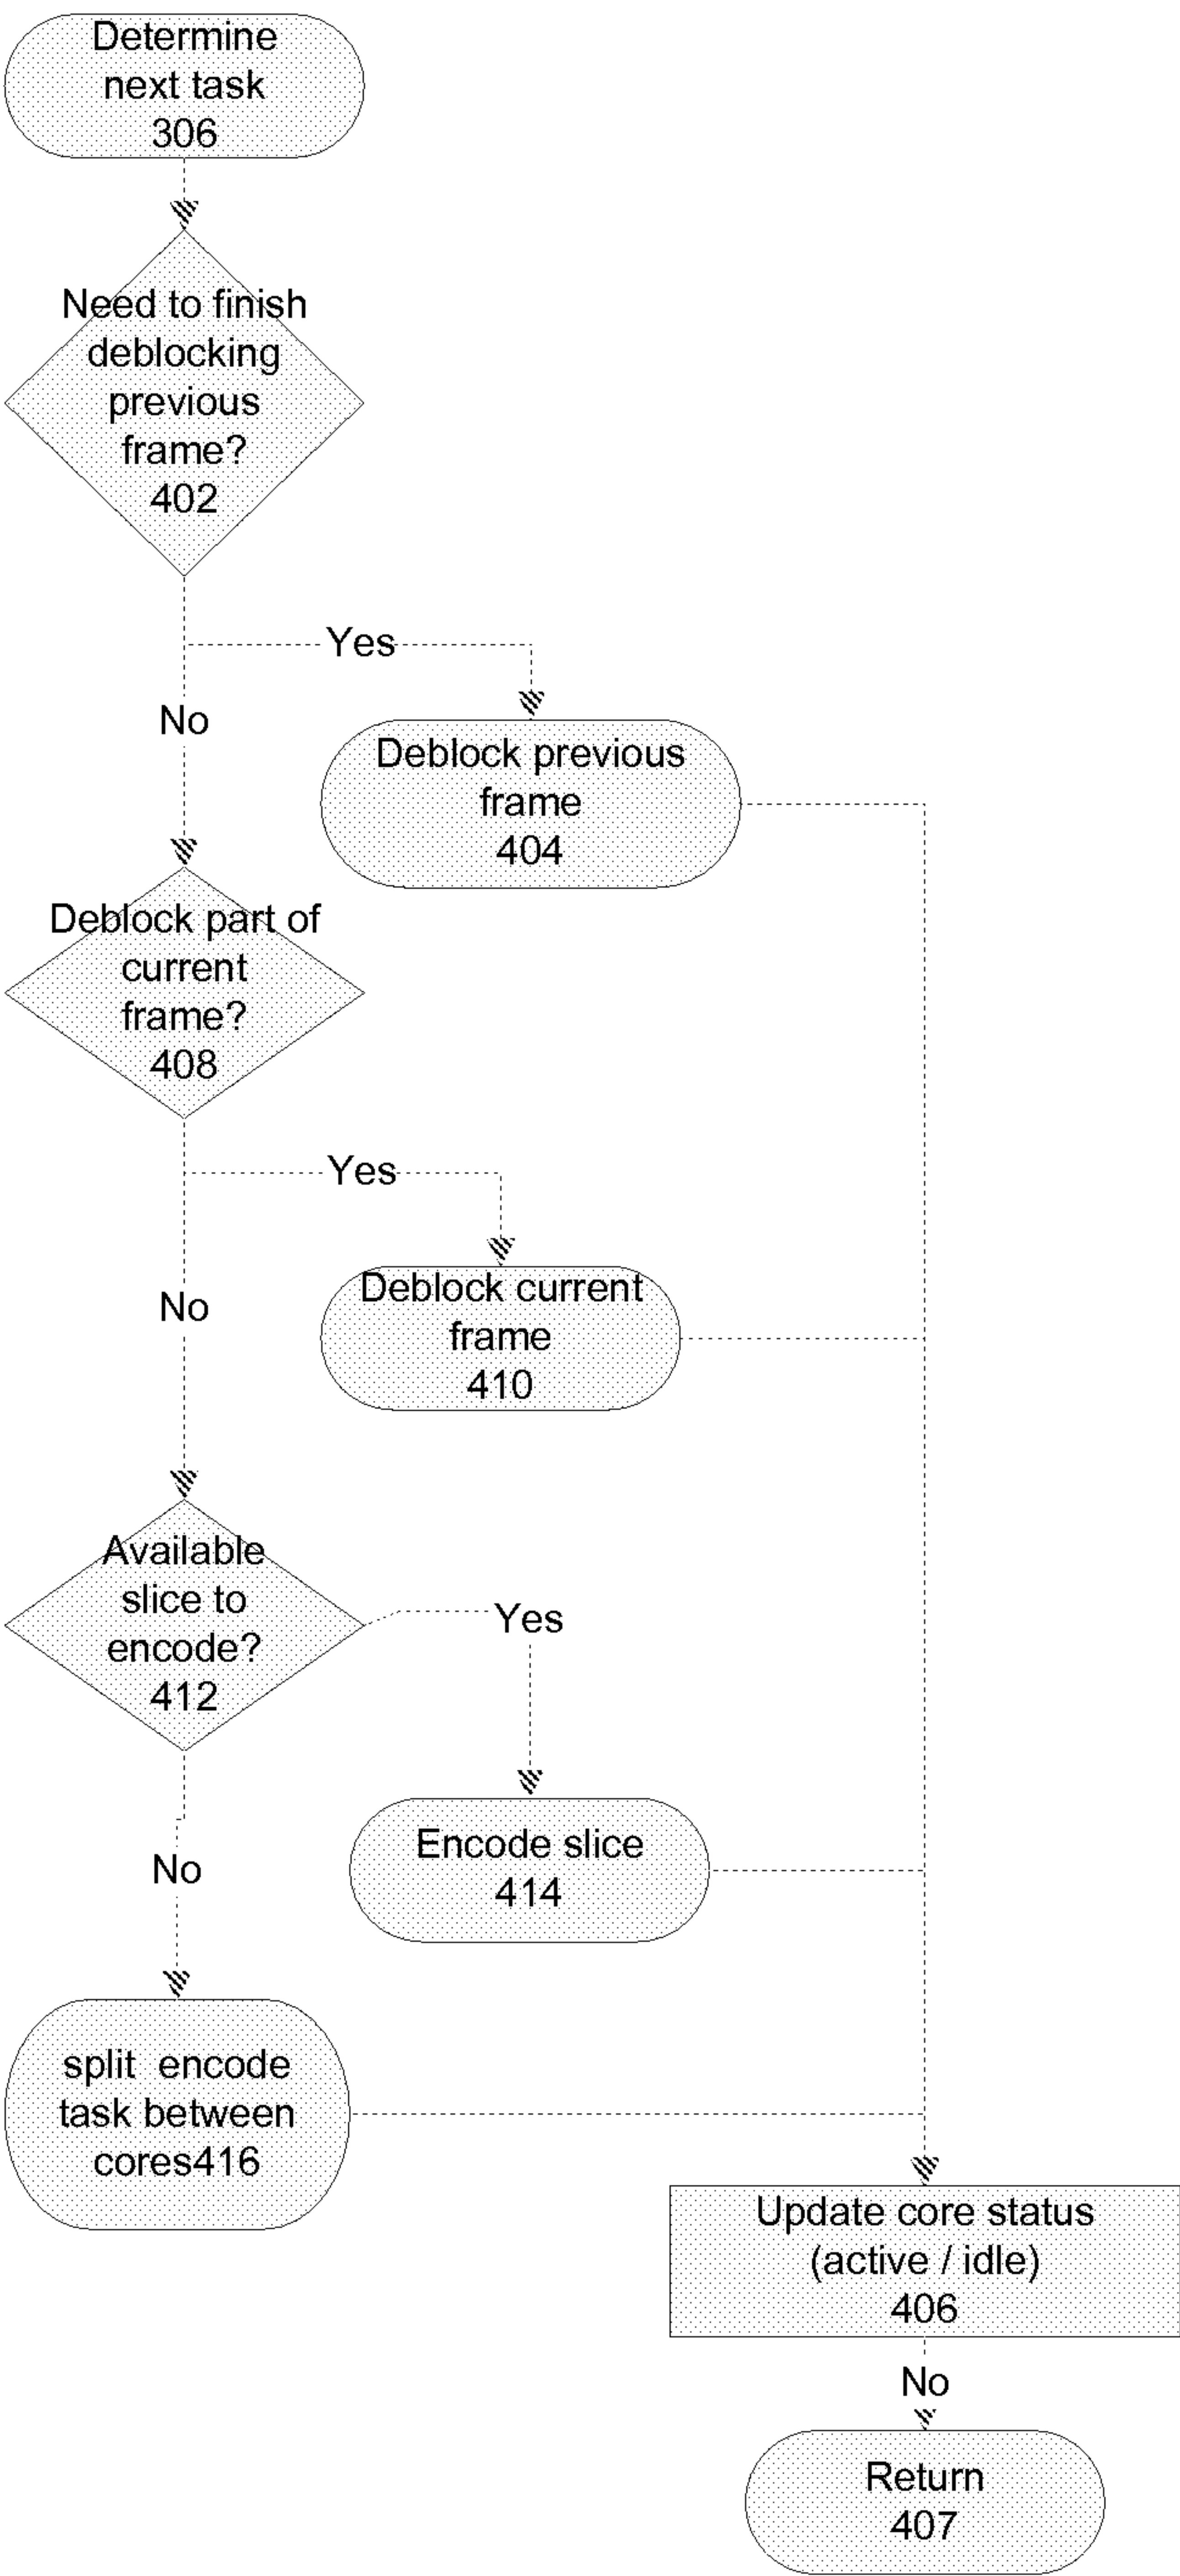 Determine
next task
306
Need to finish
deblocking
previous
frame?
402
Yes
No
Deblock previous
frame
404
Deblock part of
current
frame?
408
Yes
No
Deblock current
frame
410
Available
slice to
encode?
412
Yes
No
Encode slice
414
split  encode
task between
cores416
Update core status
(active / idle)
406
No
Return
407